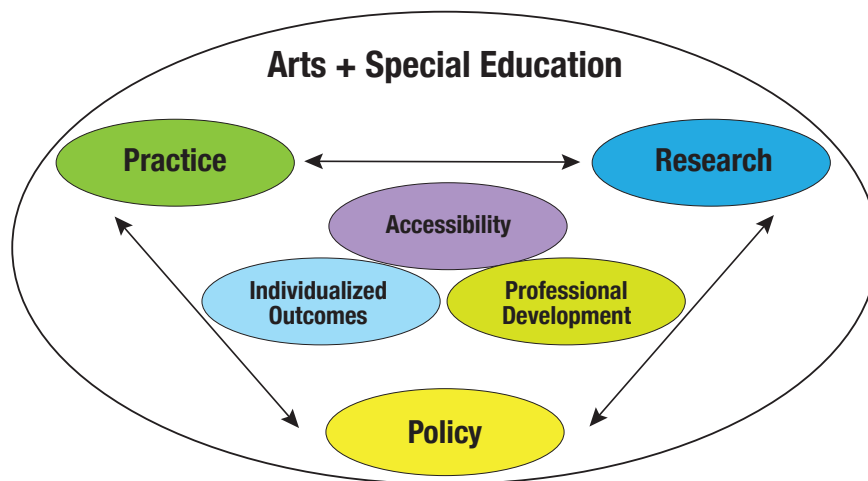 Arts + Special Education
Practice
Research
Accessibility
Individualized
Outcomes
Professional
Development
Policy